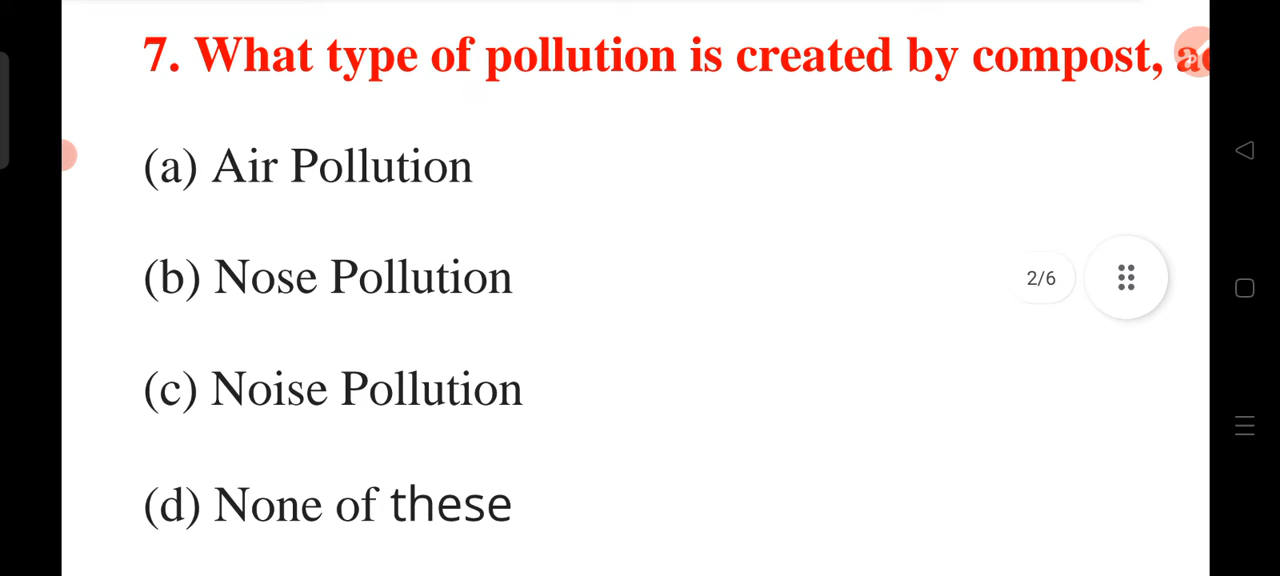 7. What type of pollution is created by compost,
(a) Air Pollution
(b) Nose Pollution
2/6
(c) Noise Pollution
(d) None of these